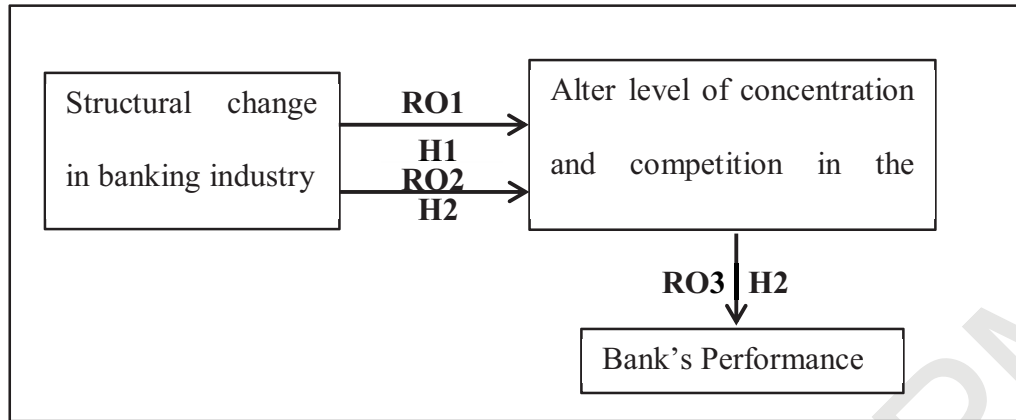 Structural change
in banking industry
RO1
H1
RO2
H2
Alter level of concentration
and competition in the
RO3 H2
Bank's Performance